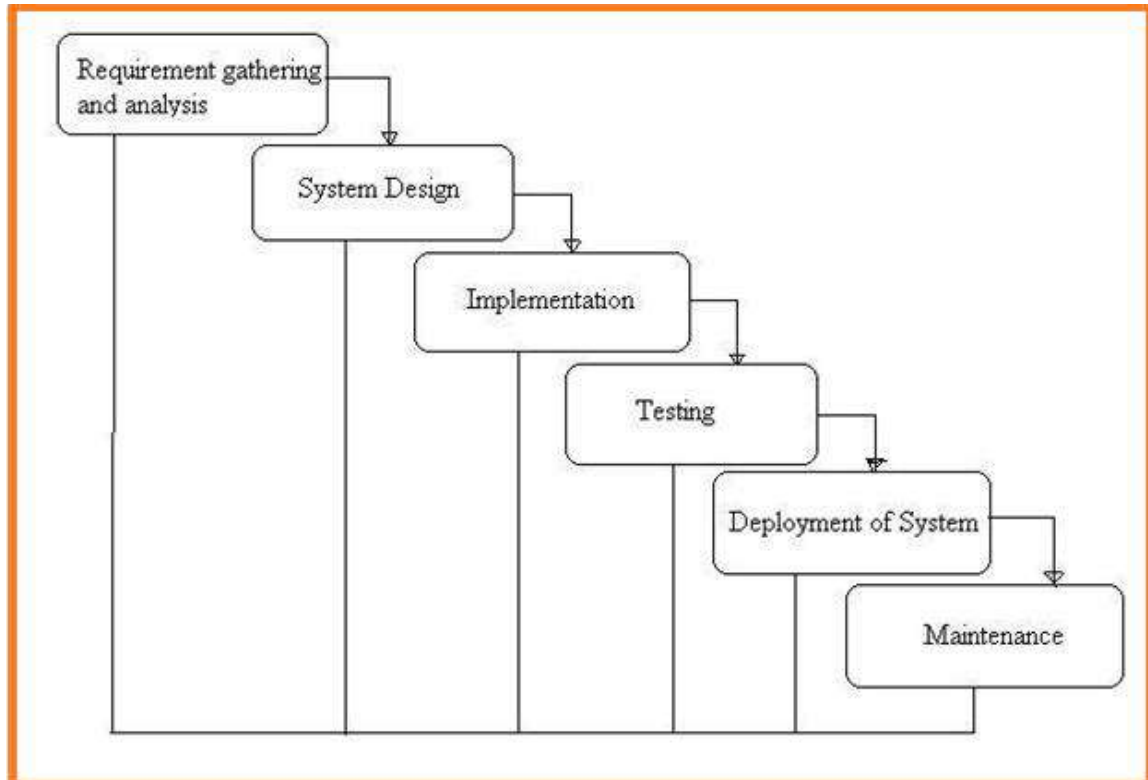 Requirement gathering
and analysis
System Design
Implementation
Testing
Deployment of System
Maintenance